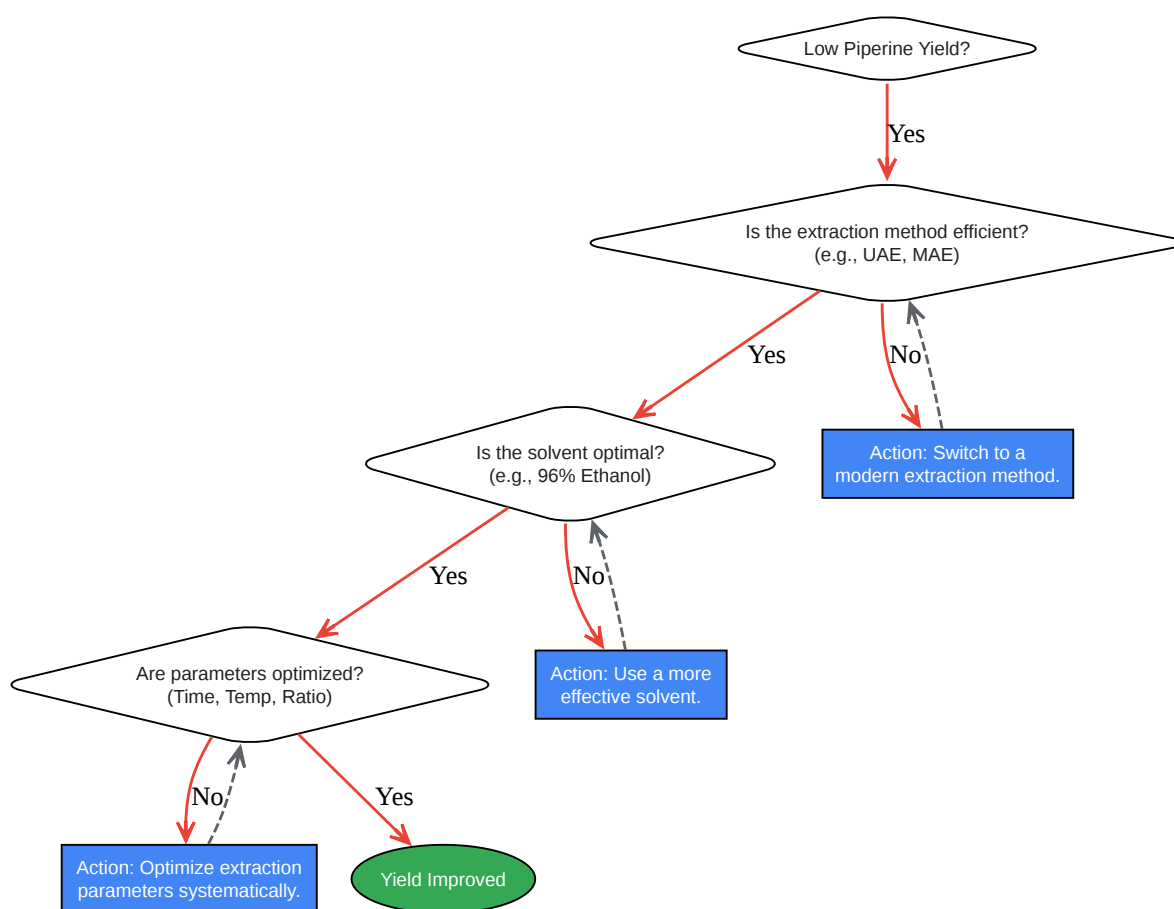 Low Piperine Yield?
Yes
Is the extraction method efficient?
(e.g., UAE, MAE)
Yes
No
Action: Switch to a
modern extraction method.
Is the solvent optimal?
(e.g., 96% Ethanol)
Yes
No
Action: Use a more
effective solvent.
Are parameters optimized?
(Time, Temp, Ratio)
No
Yes
Action: Optimize extraction
parameters systematically.
Yield Improved